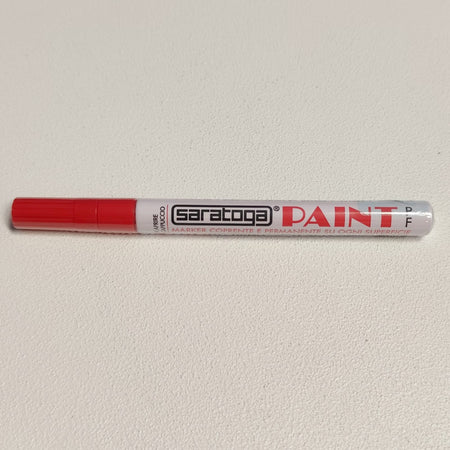 saratoga® PAINT
MARKER COPRENTE E PERMANENTE SU OGNI SUPERFICIE